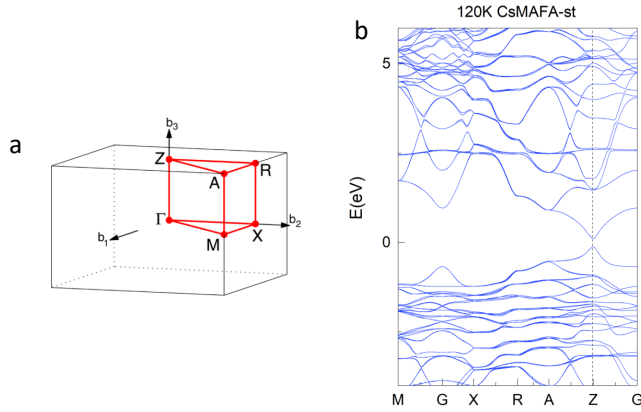 a
b₃
Z
R
A
Γ
b₂
X
M
b₁
b
120K CsMAFA-st
E(eV)
5
0
M G X R A Z G